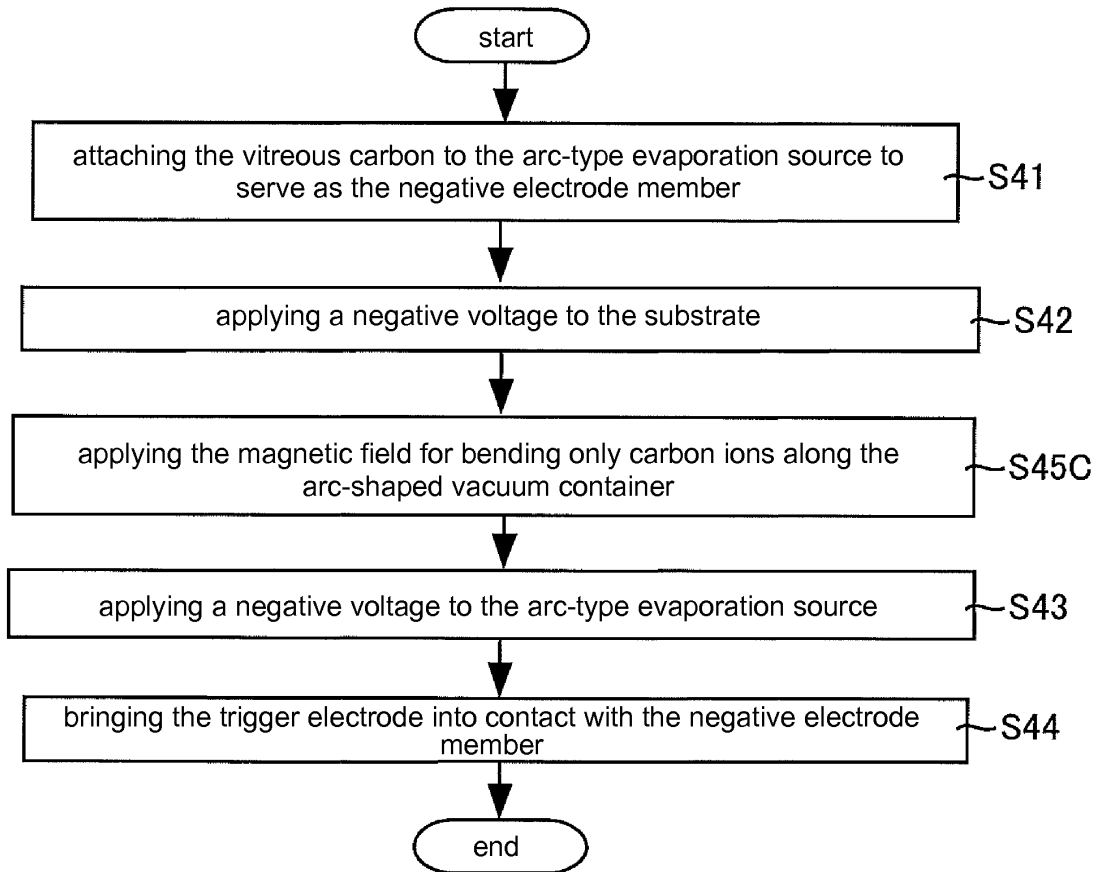 start
attaching the vitreous carbon to the arc-type evaporation source to
serve as the negative electrode member
S41
applying a negative voltage to the substrate
S42
applying the magnetic field for bending only carbon ions along the
arc-shaped vacuum container
S45C
applying a negative voltage to the arc-type evaporation source
S43
bringing the trigger electrode into contact with the negative electrode
member
S44
end